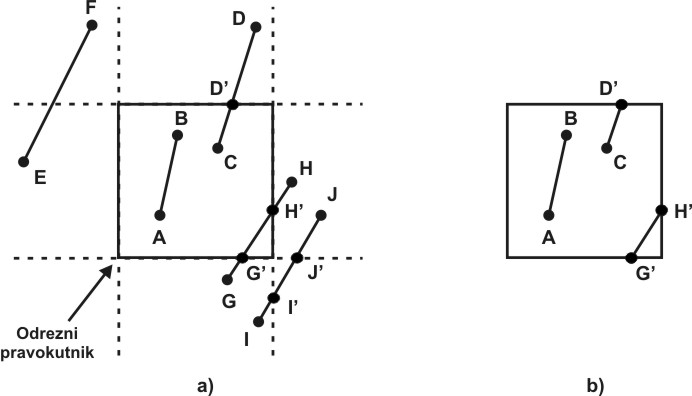 F
D
D'
D'
B
B
C
C
E
H
J
H'
H'
A
A
G'
J'
G'
G
I'
I
Odrezni
pravokutnik
a)
b)